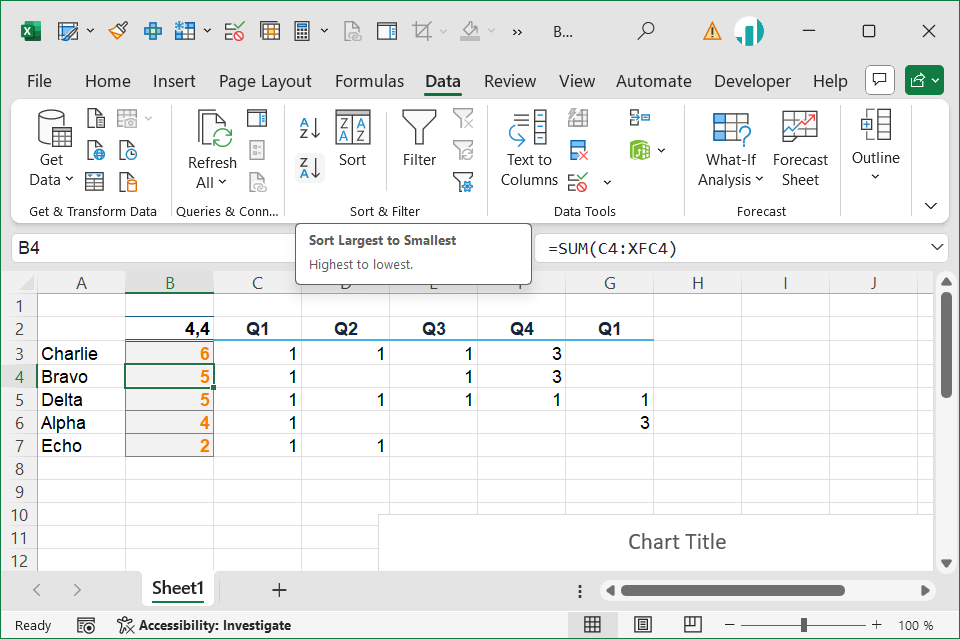 B...
File Home Insert Page Layout Formulas Data Review View Automate Developer Help
Get Data
Refresh All
A Z
Z A
Z A A Z
Sort
Filter
Text to Columns
What-If Analysis
Forecast Sheet
Outline
Get & Transform Data
Queries & Conn...
Sort & Filter
Data Tools
Forecast
B4
=SUM(C4:XFC4)
Sort Largest to Smallest
Highest to lowest.
A B C D E F G H I J
1
2 4,4 Q1 Q2 Q3 Q4 Q1
3 Charlie 6 1 1 1 3
4 Bravo 5 1 1 3
5 Delta 5 1 1 1 1 1
6 Alpha 4 1 3
7 Echo 2 1 1
8
9
10
11
12
Chart Title
Sheet1
Ready
Accessibility: Investigate
100 %